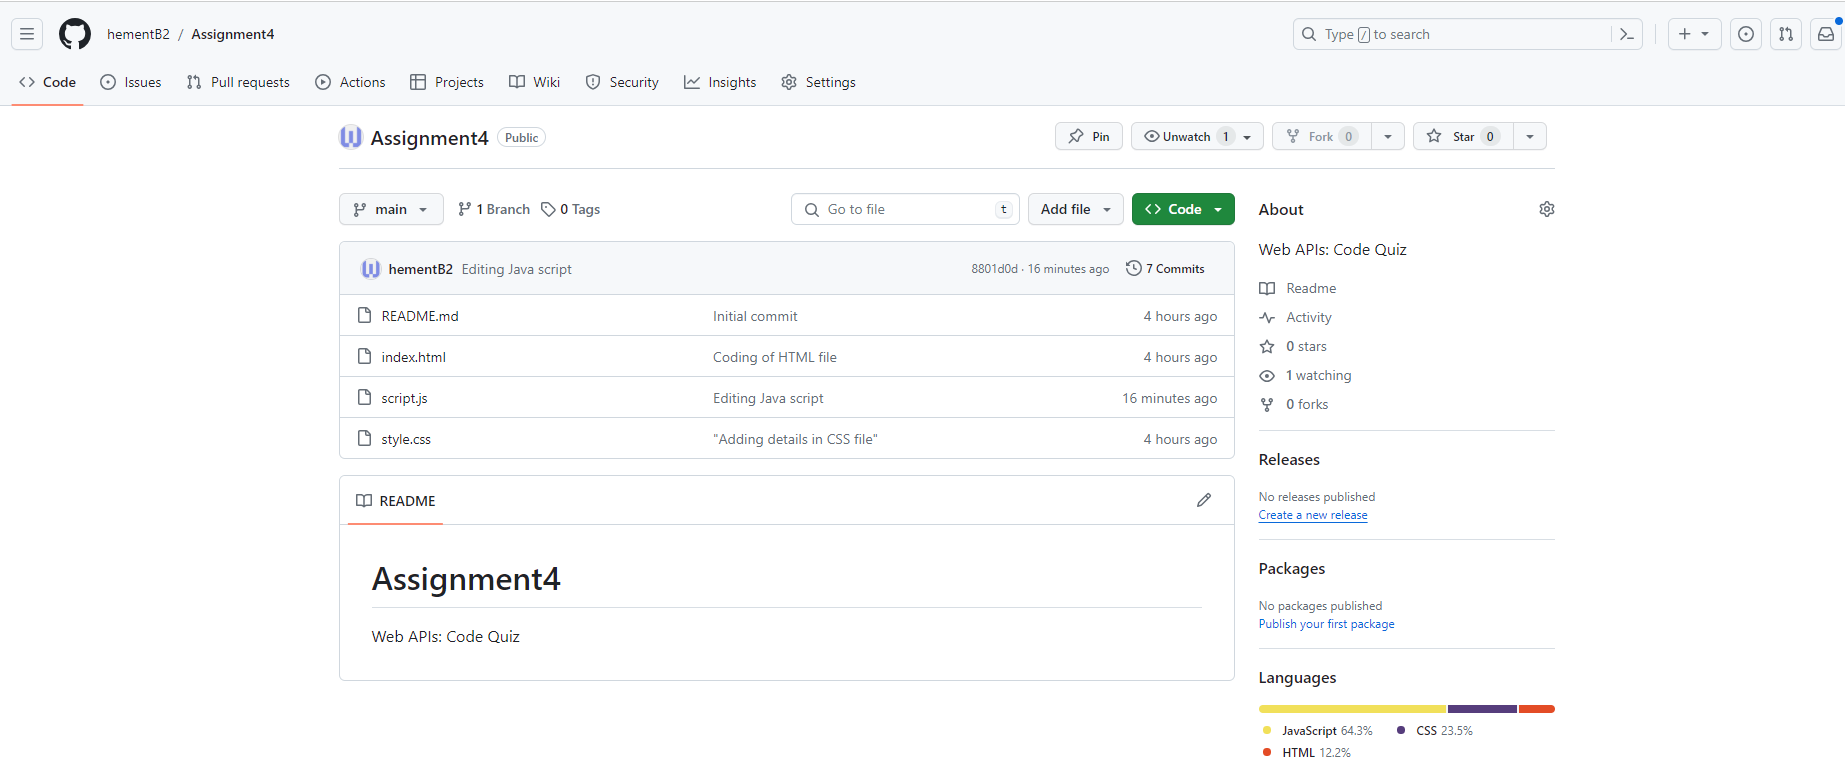 hementB2 / Assignment4
Type / to search
Code Issues Pull requests Actions Projects Wiki Security Insights Settings
Assignment4 Public
Pin Unwatch 1 Fork 0 Star 0
main 1 Branch 0 Tags Go to file t Add file Code
hementB2 Editing Java script 8801d0d · 16 minutes ago 7 Commits
README.md Initial commit 4 hours ago
index.html Coding of HTML file 4 hours ago
script.js Editing Java script 16 minutes ago
style.css "Adding details in CSS file" 4 hours ago
README
Assignment4
Web APIs: Code Quiz
About
Web APIs: Code Quiz
Readme
Activity
0 stars
1 watching
0 forks
Releases
No releases published
Create a new release
Packages
No packages published
Publish your first package
Languages
JavaScript 64.3% CSS 23.5%
HTML 12.2%